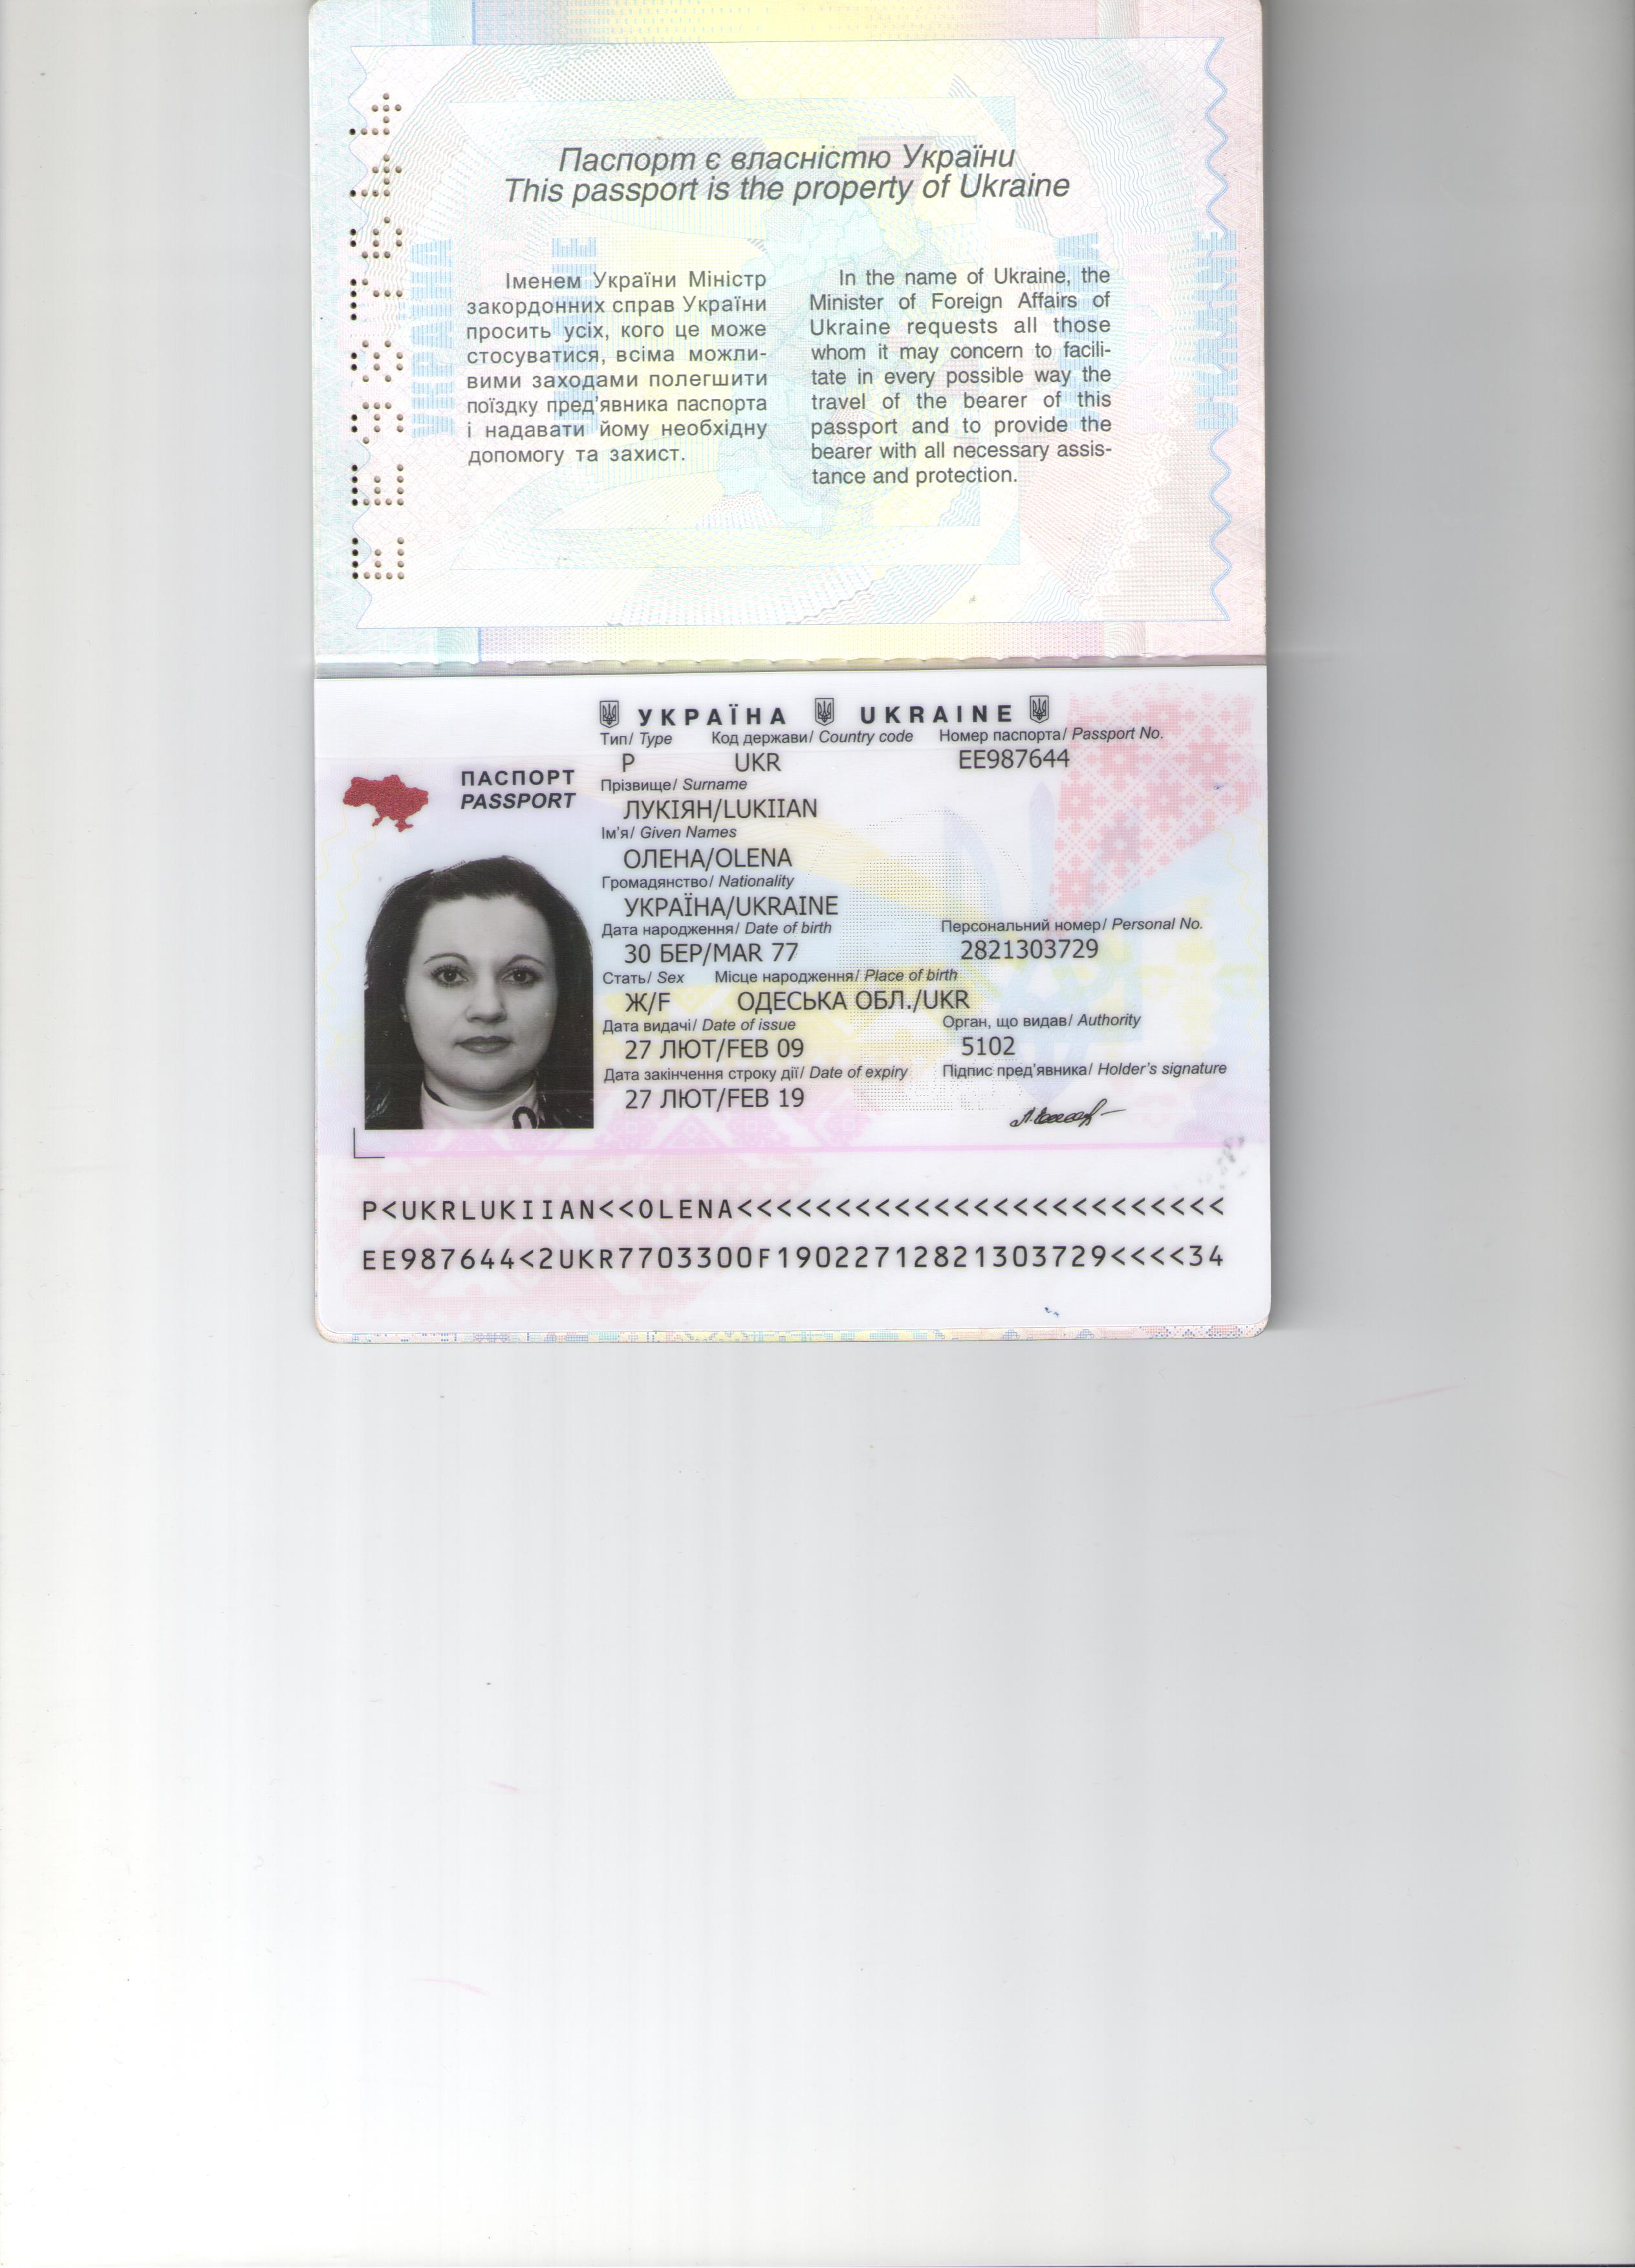 EE987644
Паспорт є власністю України
This passport is the property of Ukraine
Іменем України Міністр
закордонних справ України
просить усіх, кого це може
стосуватися, всіма можли-
вими заходами полегшити
поїздку пред'явника паспорта
і надавати йому необхідну
допомогу та захист.
In the name of Ukraine, the
Minister of Foreign Affairs of
Ukraine requests all those
whom it may concern to facili-
tate in every possible way the
travel of the bearer of this
passport and to provide the
bearer with all necessary assis-
tance and protection.
УКРАЇНА UKRAINE
Тип/ Type Код держави/ Country code Номер паспорта/ Passport No.
P UKR EE987644
ПАСПОРТ
PASSPORT
Прізвище/ Surname
ЛУКІЯН/LUKIIAN
Ім'я/ Given Names
ОЛЕНА/OLENA
Громадянство/ Nationality
УКРАЇНА/UKRAINE
Дата народження/ Date of birth Персональний номер/ Personal No.
30 БЕР/MAR 77 2821303729
Стать/ Sex Місце народження/ Place of birth
Ж/F ОДЕСЬКА ОБЛ./UKR
Дата видачі/ Date of issue Орган, що видав/ Authority
27 ЛЮТ/FEB 09 5102
Дата закінчення строку дії/ Date of expiry Підпис пред'явника/ Holder's signature
27 ЛЮТ/FEB 19
P<UKRLUKIIAN<<OLENA<<<<<<<<<<<<<<<<<<<<<<<<<
EE987644<2UKR7703300F19022712821303729<<<<34